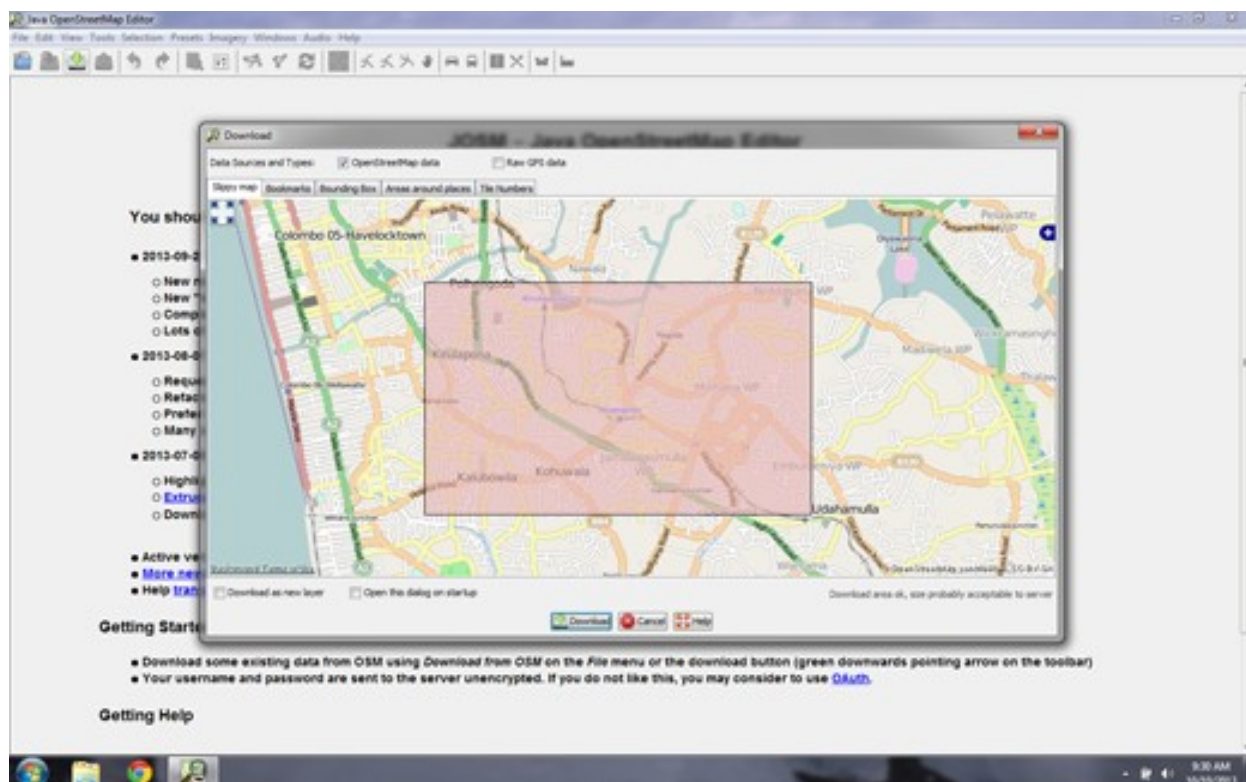 Java OpenStreetMap Editor
File Edit View Tools Selection Presets Imagery Windows Audio Help
JOSM – Java OpenStreetMap Editor
Download
Data Sources and Types:
OpenStreetMap data
Raw GPS data
Slippy map
Bookmarks
Bounding Box
Areas around places
Tile Numbers
Colombo 05-Havelocktown
Nawala
Kirulapona
Madiwela WP
Kalubowila
Kohuwala
Udahamulla
Download as new layer
Open this dialog on startup
Download area ok, size probably acceptable to server
Download
Cancel
Help
You shou
2013-09-2
New
New
Comp
Lots
2013-08-0
Reque
Refac
Prefe
Many
2013-07-0
Highli
Extru
Down
Active ve
More new
Help tran
Getting Starte
Download some existing data from OSM using Download from OSM on the File menu or the download button (green downwards pointing arrow on the toolbar)
Your username and password are sent to the server unencrypted. If you do not like this, you may consider to use OAuth.
Getting Help
9:30 AM